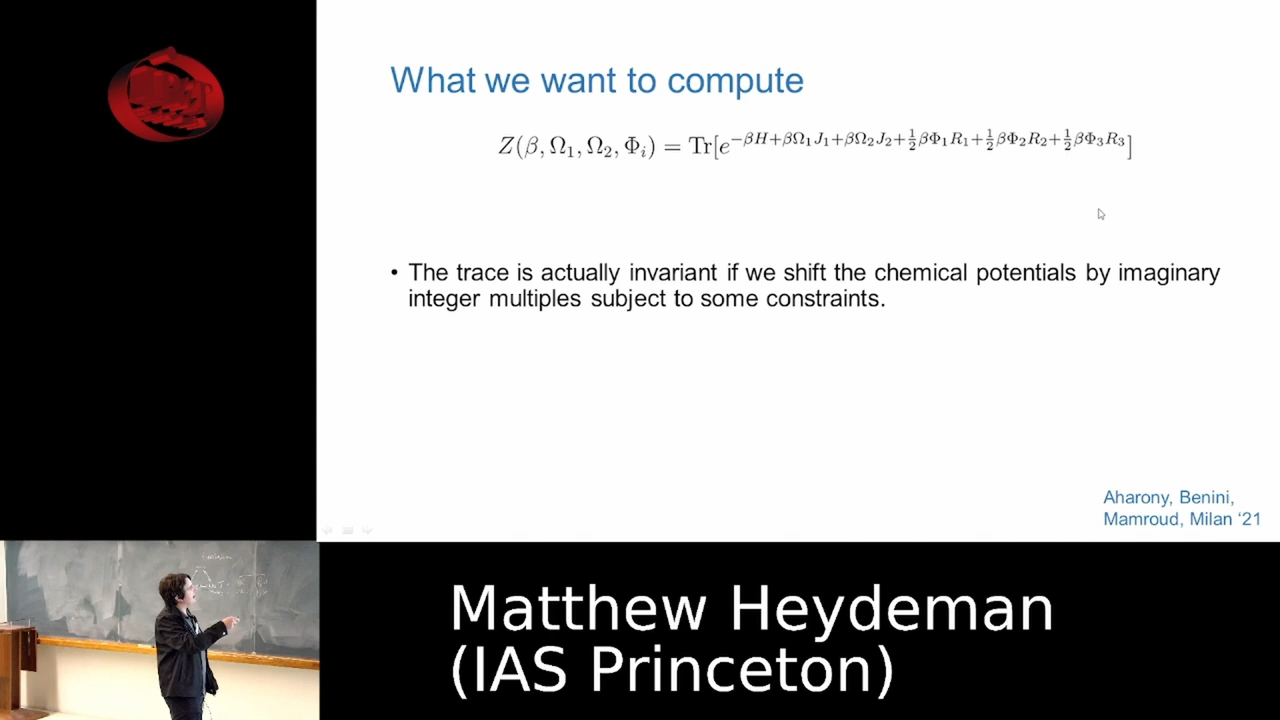 What we want to compute
Z(β, Ω₁, Ω₂, Φᵢ) = Tr[e^{−βH+βΩ₁J₁+βΩ₂J₂+½βΦ₁R₁+½βΦ₂R₂+½βΦ₃R₃}]
• The trace is actually invariant if we shift the chemical potentials by imaginary
integer multiples subject to some constraints.
Aharony, Benini,
Mamroud, Milan ‘21
Matthew Heydeman
(IAS Princeton)